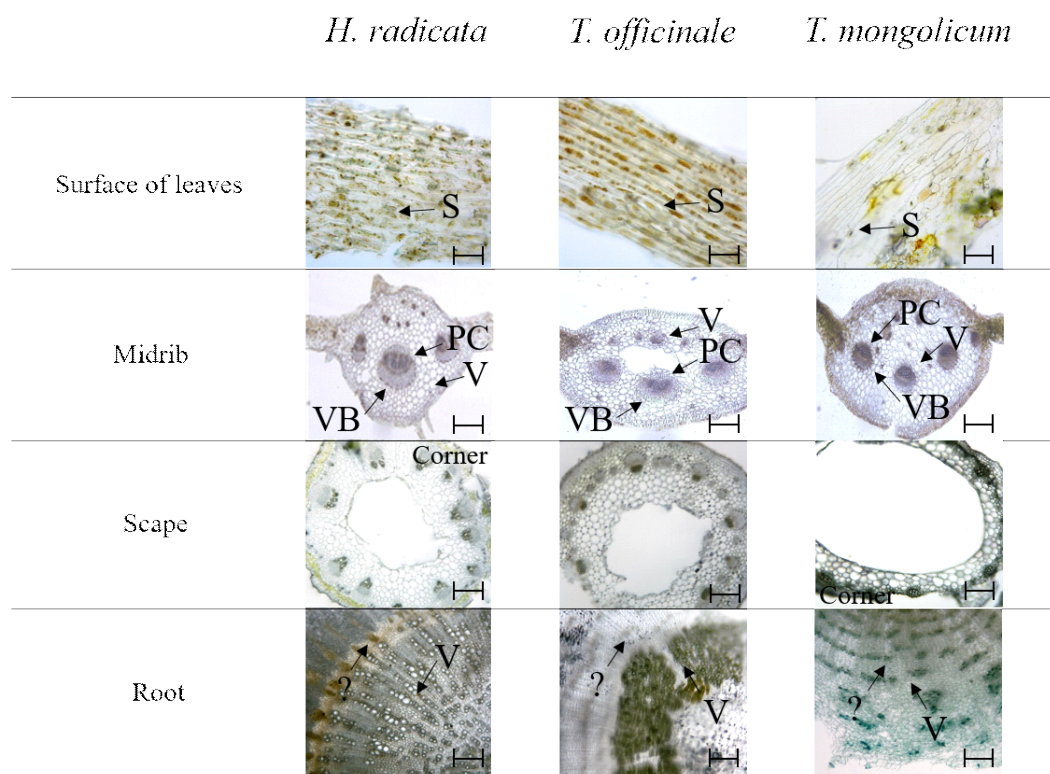 H. radicata T. officinale T. mongolicum
Surface of leaves S S S
Midrib PC V VB V PC VB PC V VB
Scape Corner Corner
Root ? V ? V ? V